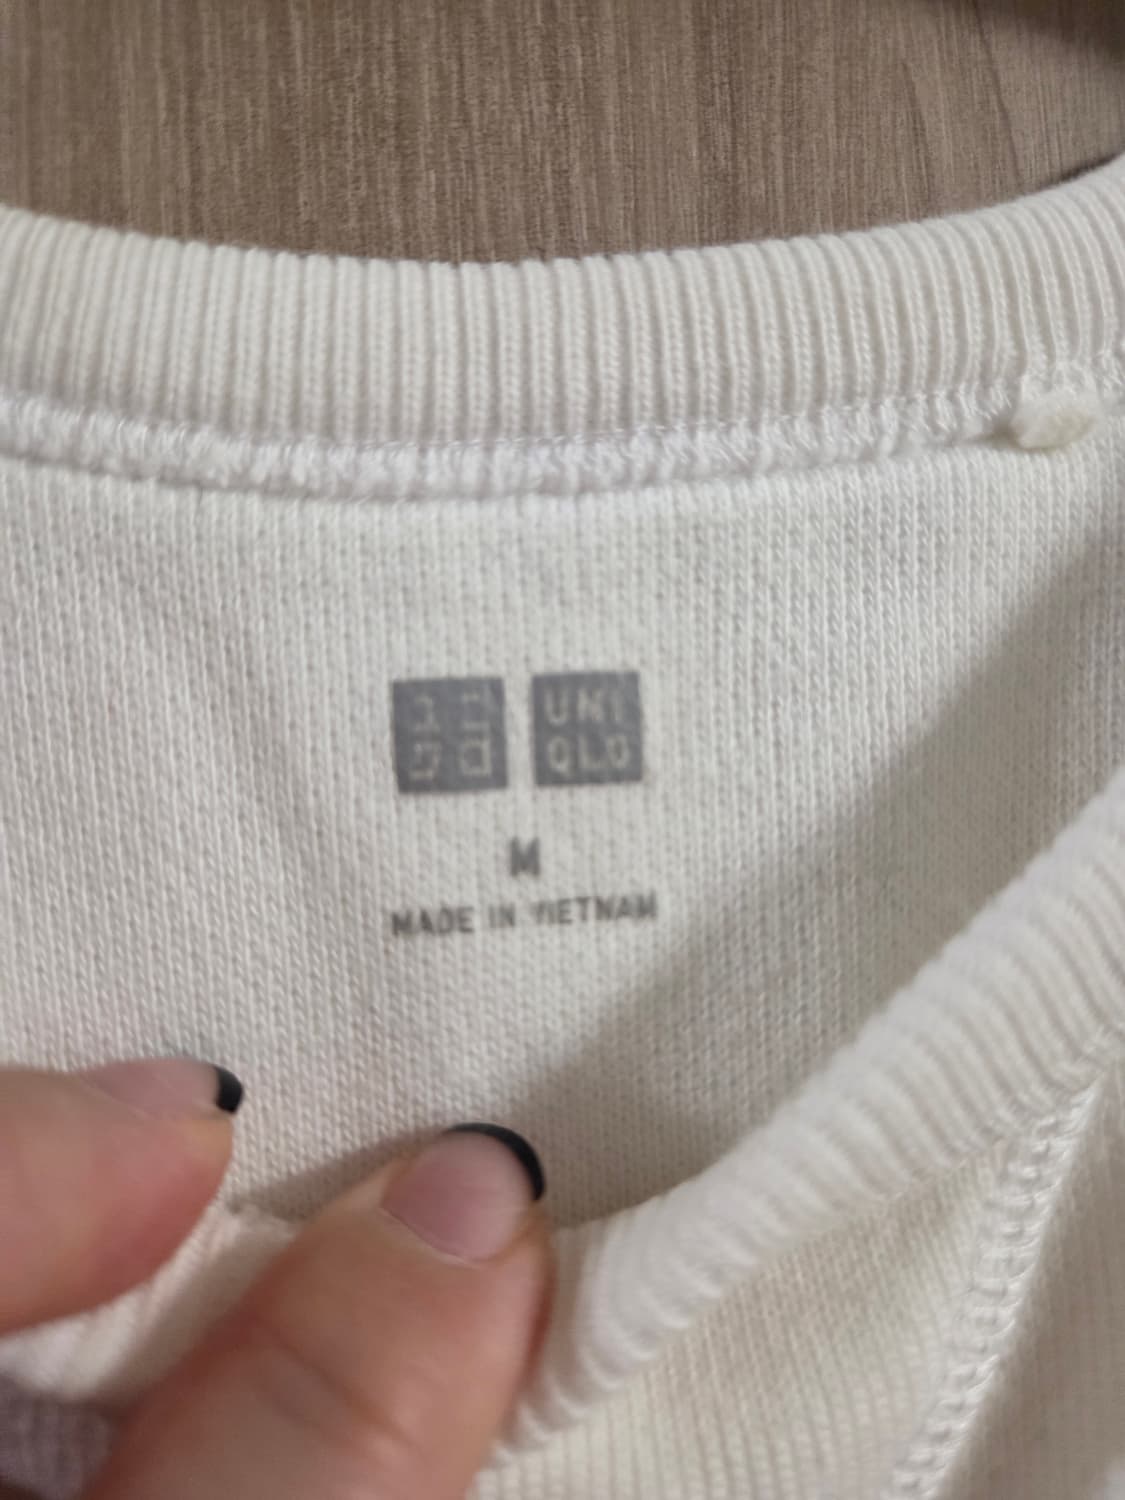 ユニ UNI
クロ QLO
M
MADE IN VIETNAM